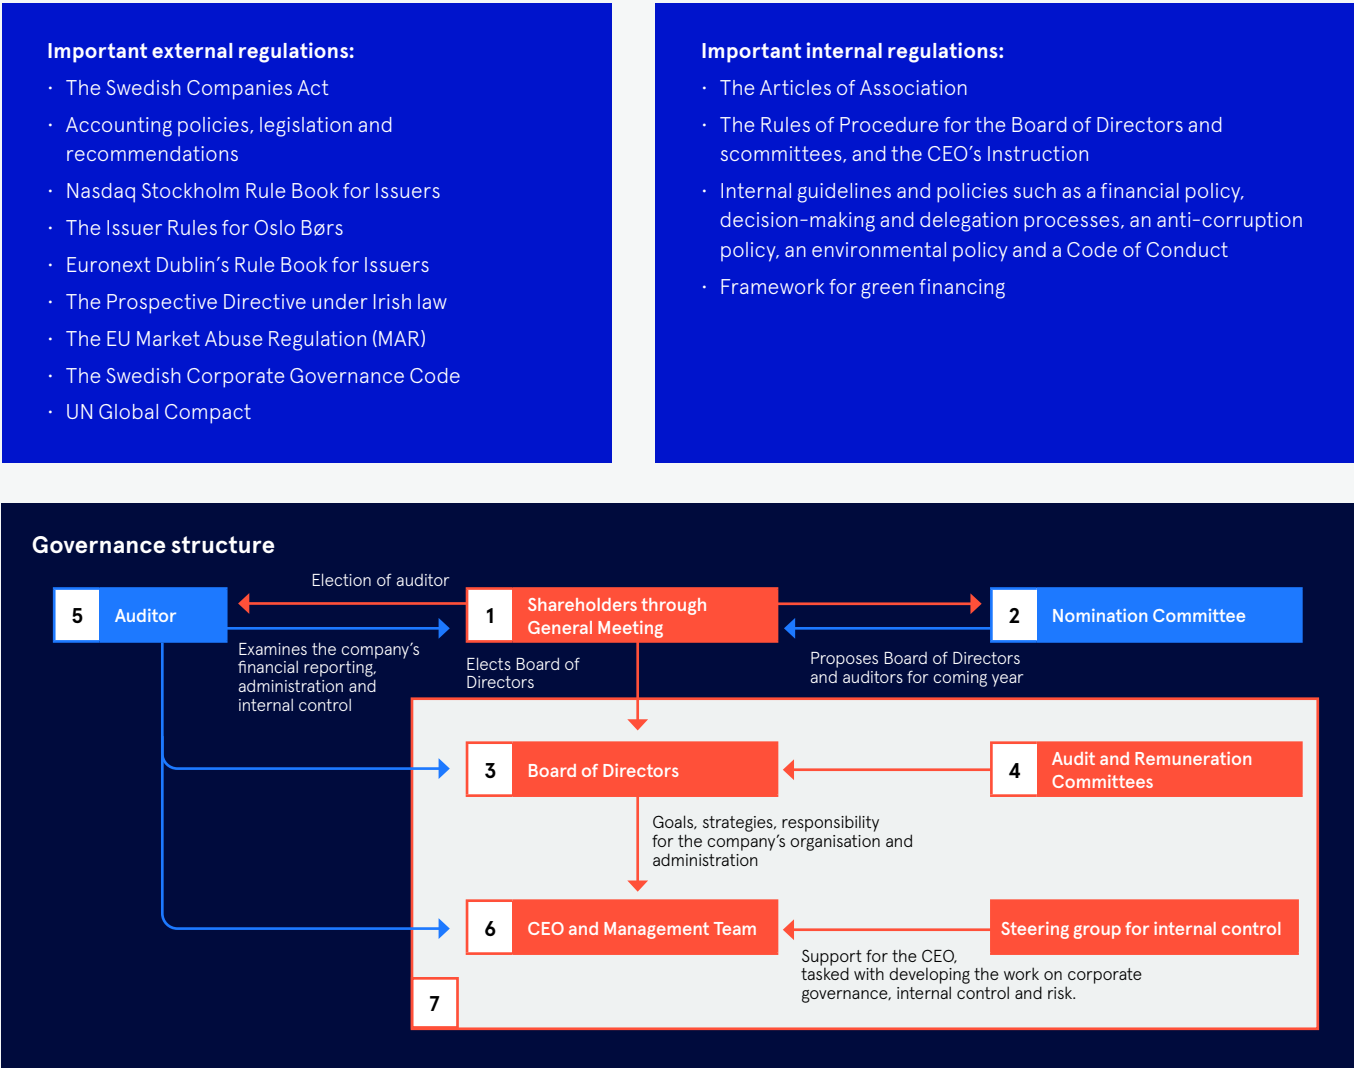 Important external regulations:
· The Swedish Companies Act
· Accounting policies, legislation and
recommendations
· Nasdaq Stockholm Rule Book for Issuers
· The Issuer Rules for Oslo Børs
· Euronext Dublin’s Rule Book for Issuers
· The Prospective Directive under Irish law
· The EU Market Abuse Regulation (MAR)
· The Swedish Corporate Governance Code
· UN Global Compact
Important internal regulations:
· The Articles of Association
· The Rules of Procedure for the Board of Directors and
scommittees, and the CEO’s Instruction
· Internal guidelines and policies such as a financial policy,
decision-making and delegation processes, an anti-corruption
policy, an environmental policy and a Code of Conduct
· Framework for green financing
Governance structure
Election of auditor
5 Auditor
1 Shareholders through
General Meeting
2 Nomination Committee
Examines the company’s
financial reporting,
administration and
internal control
Elects Board of
Directors
Proposes Board of Directors
and auditors for coming year
3 Board of Directors
4 Audit and Remuneration
Committees
Goals, strategies, responsibility
for the company’s organisation and
administration
6 CEO and Management Team
Steering group for internal control
Support for the CEO,
tasked with developing the work on corporate
governance, internal control and risk.
7